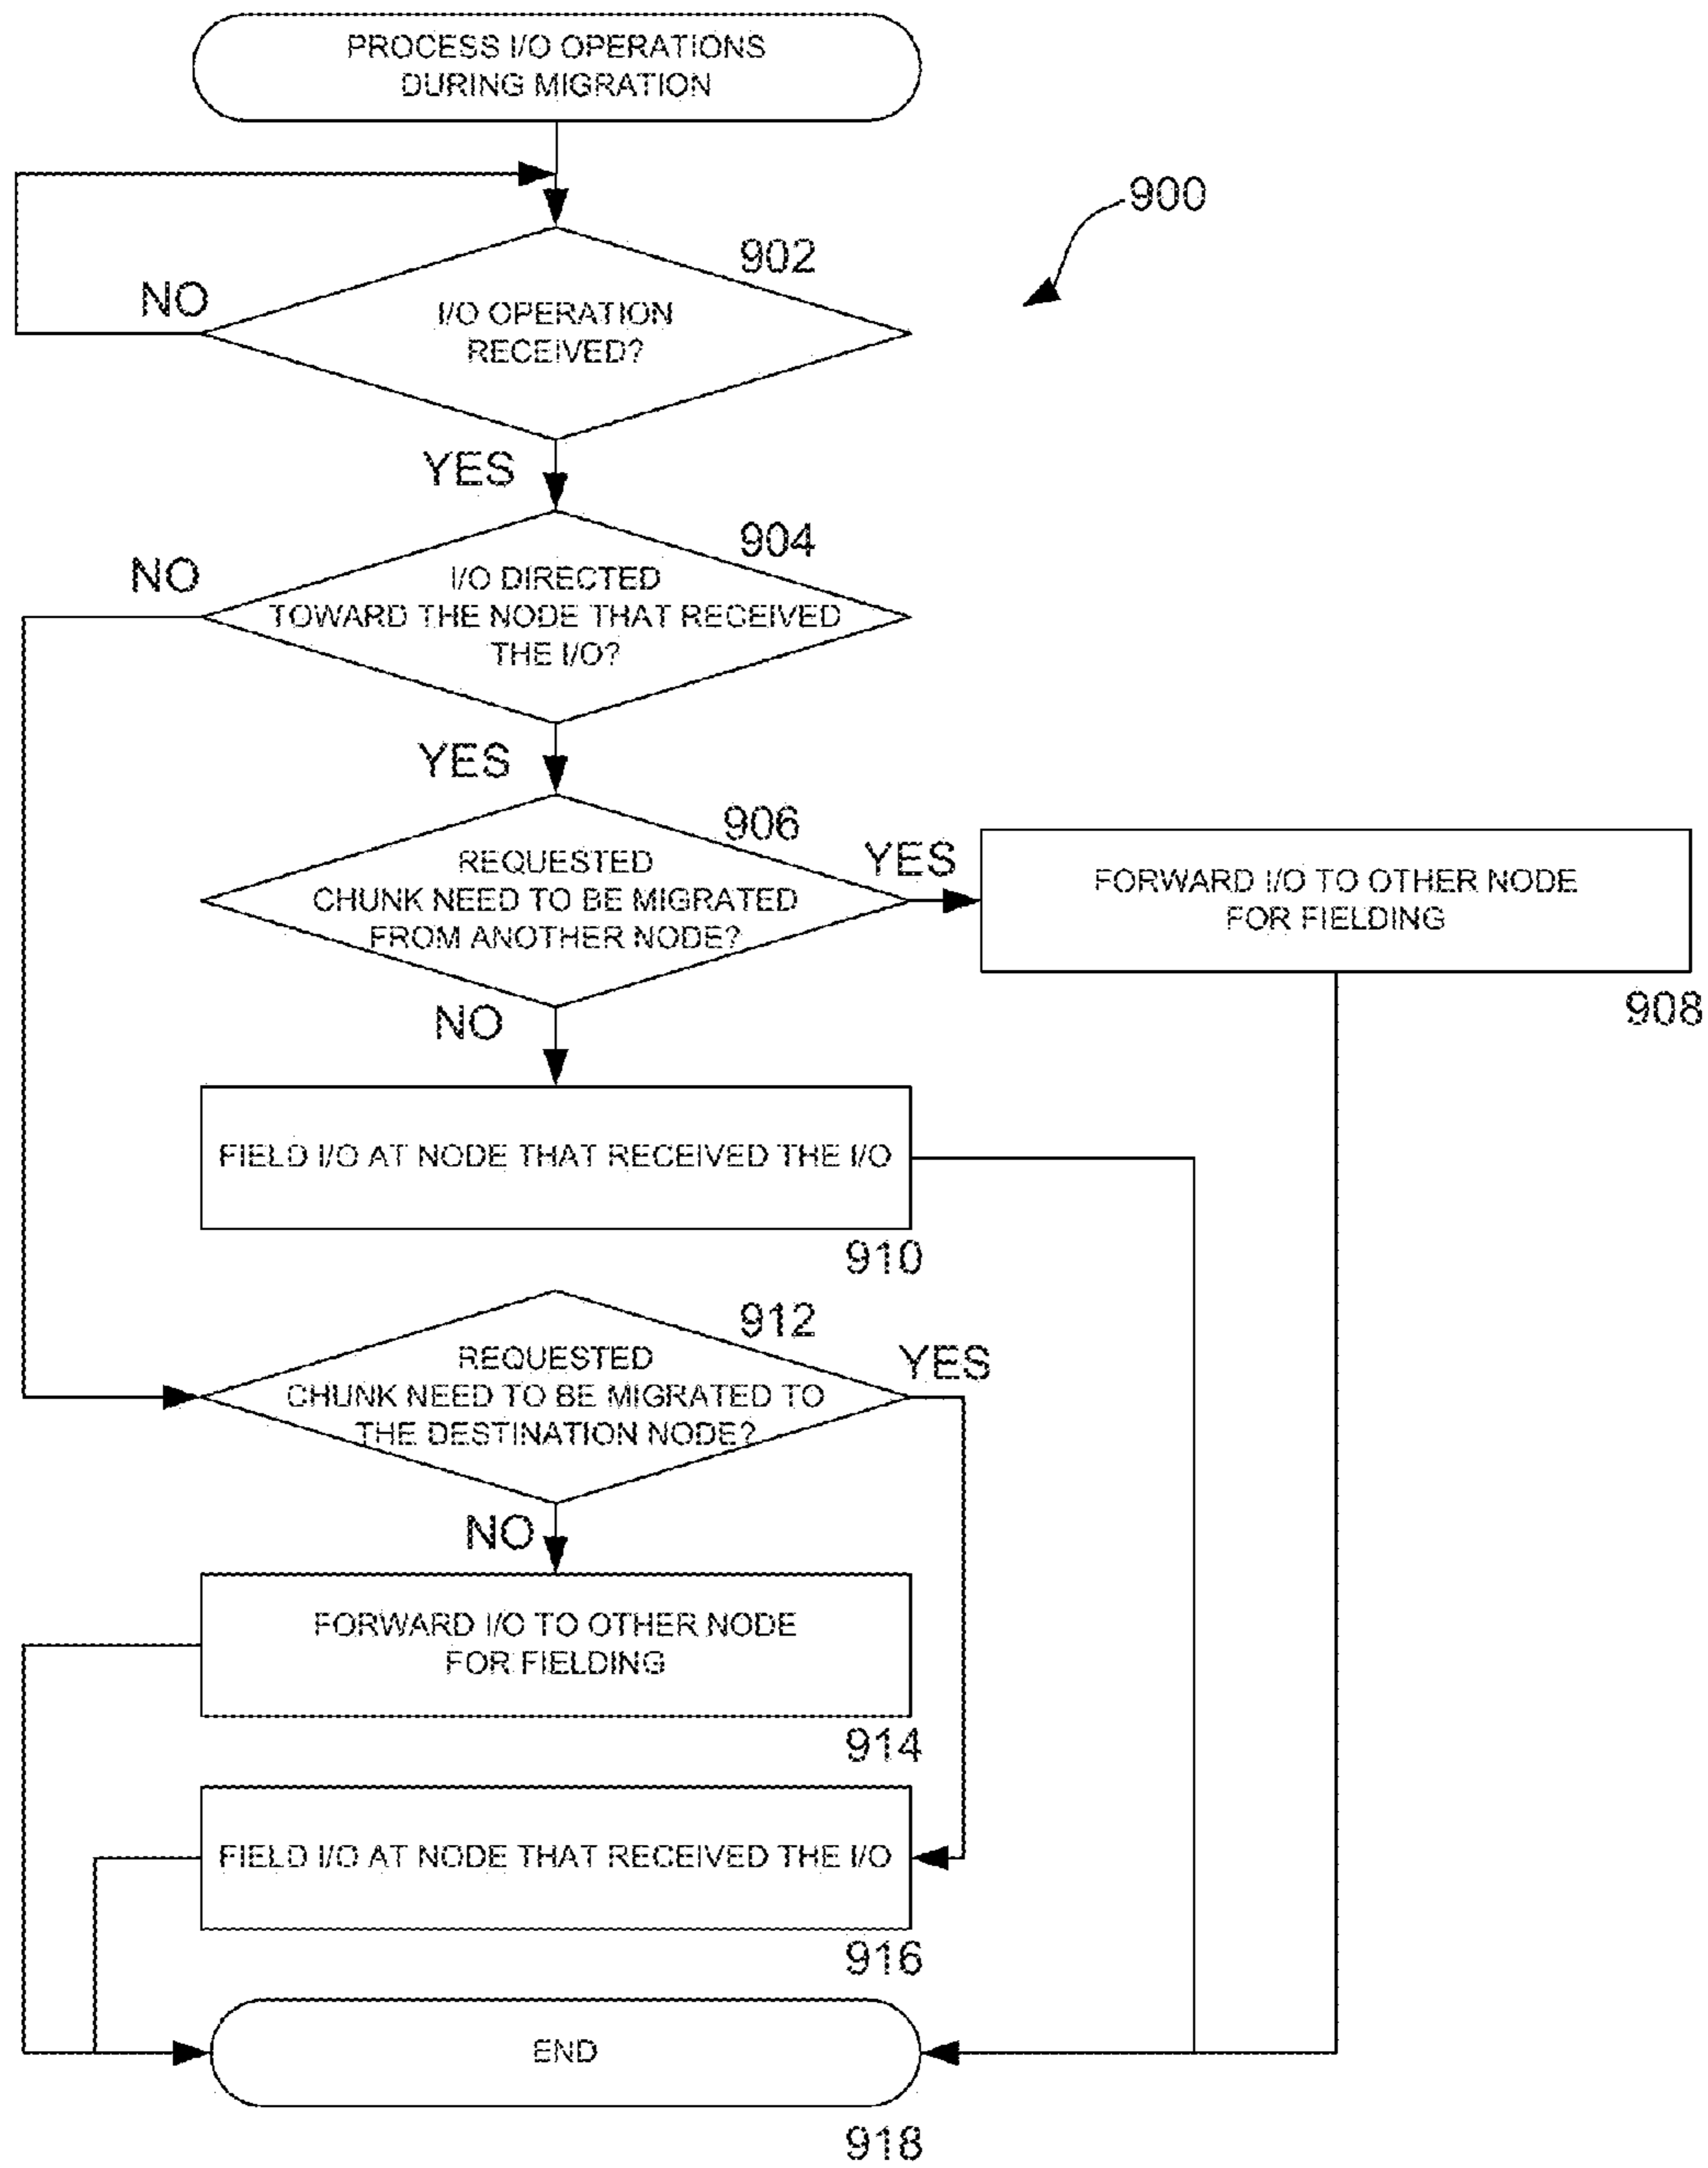 PROCESS I/O OPERATIONS
DURING MIGRATION
900
902
NO
I/O OPERATION
RECEIVED?
YES
904
NO
I/O DIRECTED
TOWARD THE NODE THAT RECEIVED
THE I/O?
YES
906
REQUESTED
CHUNK NEED TO BE MIGRATED
FROM ANOTHER NODE?
YES
FORWARD I/O TO OTHER NODE
FOR FIELDING
908
NO
FIELD I/O AT NODE THAT RECEIVED THE I/O
910
912
REQUESTED
CHUNK NEED TO BE MIGRATED TO
THE DESTINATION NODE?
YES
NO
FORWARD I/O TO OTHER NODE
FOR FIELDING
914
FIELD I/O AT NODE THAT RECEIVED THE I/O
916
END
918